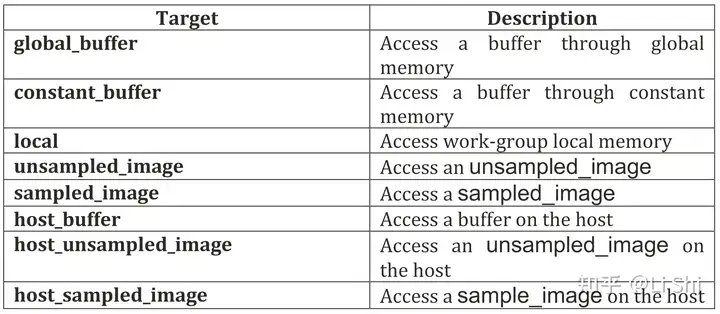 Target Description
global_buffer Access a buffer through global
memory
constant_buffer Access a buffer through constant
memory
local Access work-group local memory
unsampled_image Access an unsampled_image
sampled_image Access a sampled_image
host_buffer Access a buffer on the host
host_unsampled_image Access an unsampled_image on
the host
host_sampled_image Access a sample_image on the host
知乎 @Li Shi